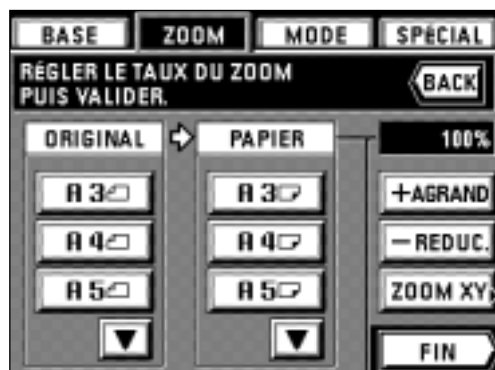 BASE ZOOM MODE SPÉCIAL
RÉGLER LE TAUX DU ZOOM
PUIS VALIDER.
BACK
ORIGINAL PAPIER 100%
A3 A3 +AGRAND
A4 A4 -REDUC.
A5 A5 ZOOM XY
FIN